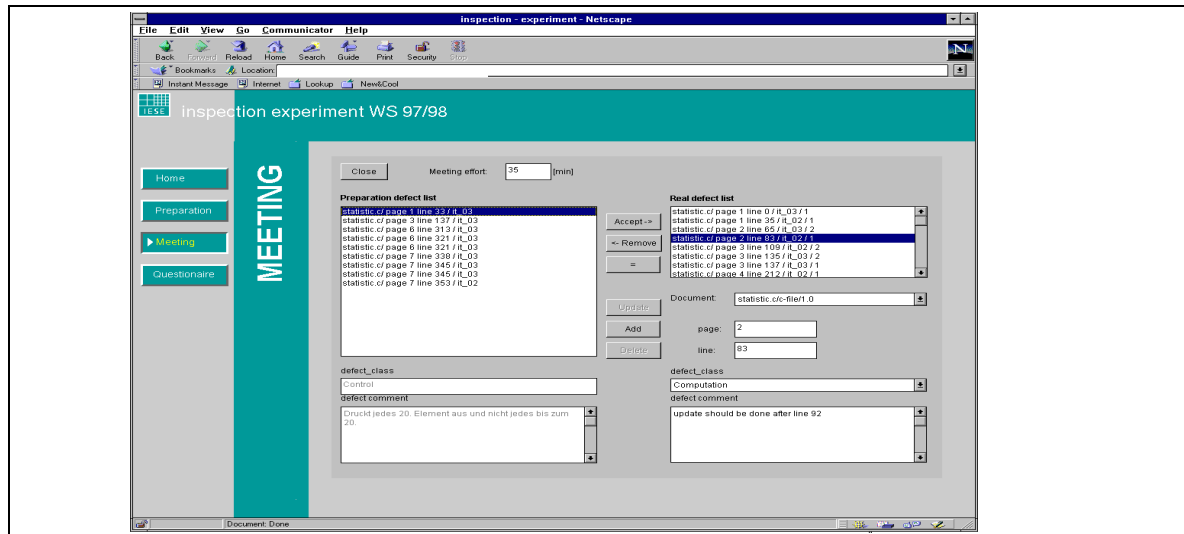 inspection - experiment - Netscape
File Edit View Go Communicator Help
Back Forward Reload Home Search Guide Print Security Stop
Bookmarks Location:
Instant Message Internet Lookup New&Cool
N
IESE
inspection experiment WS 97/98
Home
Preparation
Meeting
Questionaire
MEETING
Close Meeting effort: 35 [min]
Preparation defect list
statistic.c/ page 1 line 33 / it_03
statistic.c/ page 3 line 137 / it_03
statistic.c/ page 6 line 313 / it_03
statistic.c/ page 6 line 321 / it_03
statistic.c/ page 6 line 321 / it_03
statistic.c/ page 7 line 338 / it_03
statistic.c/ page 7 line 345 / it_03
statistic.c/ page 7 line 345 / it_03
statistic.c/ page 7 line 353 / it_02
Accept->
<- Remove
=
Real defect list
statistic.c/ page 1 line 0 / it_03 / 1
statistic.c/ page 1 line 35 / it_02 / 1
statistic.c/ page 2 line 65 / it_03 / 2
statistic.c/ page 2 line 83 / it_02 / 1
statistic.c/ page 3 line 109 / it_02 / 2
statistic.c/ page 3 line 135 / it_03 / 2
statistic.c/ page 3 line 137 / it_03 / 1
statistic.c/ page 4 line 212 / it_02 / 1
Update
Add
Delete
Document: statistic.c/c-file/1.0
page: 2
line: 83
defect_class
Control
defect comment
Druckt jedes 20. Element aus und nicht jedes bis zum
20.
defect_class
Computation
defect comment
update should be done after line 92
Document: Done